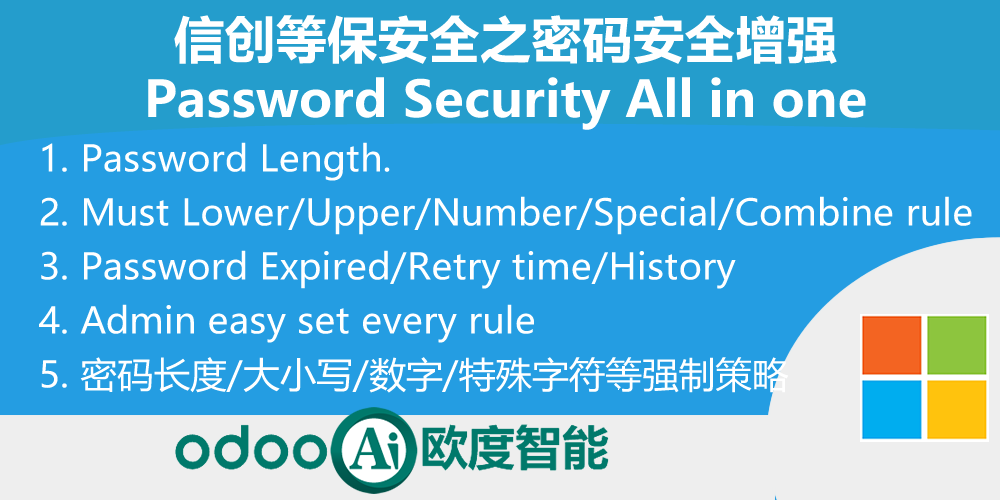 信创等保安全之密码安全增强
Password Security All in one
1. Password Length.
2. Must Lower/Upper/Number/Special/Combine rule
3. Password Expired/Retry time/History
4. Admin easy set every rule
5. 密码长度/大小写/数字/特殊字符等强制策略
odoo Ai 欧度智能